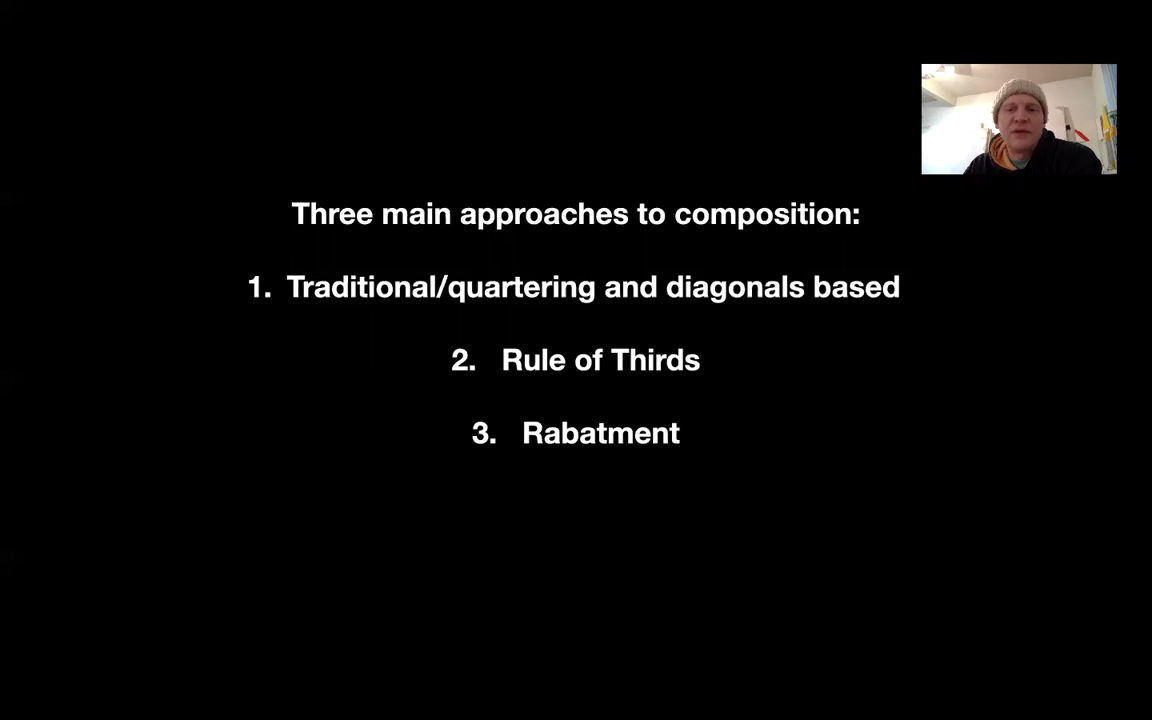 Three main approaches to composition:
1. Traditional/quartering and diagonals based
2. Rule of Thirds
3. Rabatment